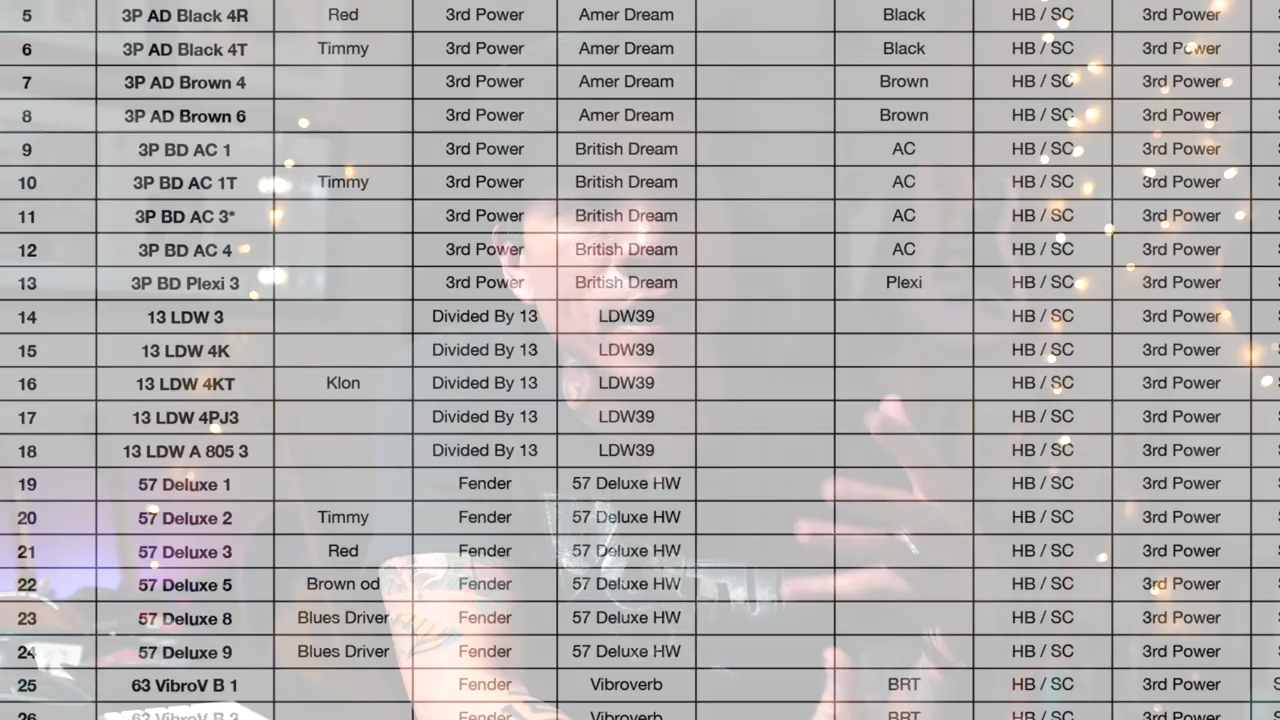 5 3P AD Black 4R Red 3rd Power Amer Dream Black HB / SC 3rd Power
6 3P AD Black 4T Timmy 3rd Power Amer Dream Black HB / SC 3rd Power
7 3P AD Brown 4 3rd Power Amer Dream Brown HB / SC 3rd Power
8 3P AD Brown 6 3rd Power Amer Dream Brown HB / SC 3rd Power
9 3P BD AC 1 3rd Power British Dream AC HB / SC 3rd Power
10 3P BD AC 1T Timmy 3rd Power British Dream AC HB / SC 3rd Power
11 3P BD AC 3* 3rd Power British Dream AC HB / SC 3rd Power
12 3P BD AC 4 3rd Power British Dream AC HB / SC 3rd Power
13 3P BD Plexi 3 3rd Power British Dream Plexi HB / SC 3rd Power
14 13 LDW 3 Divided By 13 LDW39 HB / SC 3rd Power
15 13 LDW 4K Divided By 13 LDW39 HB / SC 3rd Power
16 13 LDW 4KT Klon Divided By 13 LDW39 HB / SC 3rd Power
17 13 LDW 4PJ3 Divided By 13 LDW39 HB / SC 3rd Power
18 13 LDW A 805 3 Divided By 13 LDW39 HB / SC 3rd Power
19 57 Deluxe 1 Fender 57 Deluxe HW HB / SC 3rd Power
20 57 Deluxe 2 Timmy Fender 57 Deluxe HW HB / SC 3rd Power
21 57 Deluxe 3 Red Fender 57 Deluxe HW HB / SC 3rd Power
22 57 Deluxe 5 Brown od Fender 57 Deluxe HW HB / SC 3rd Power
23 57 Deluxe 8 Blues Driver Fender 57 Deluxe HW HB / SC 3rd Power
24 57 Deluxe 9 Blues Driver Fender 57 Deluxe HW HB / SC 3rd Power
25 63 VibroV B 1 Fender Vibroverb BRT HB / SC 3rd Power
26 63 VibroV B Fender Vibroverb BRT HB / SC 3rd Power